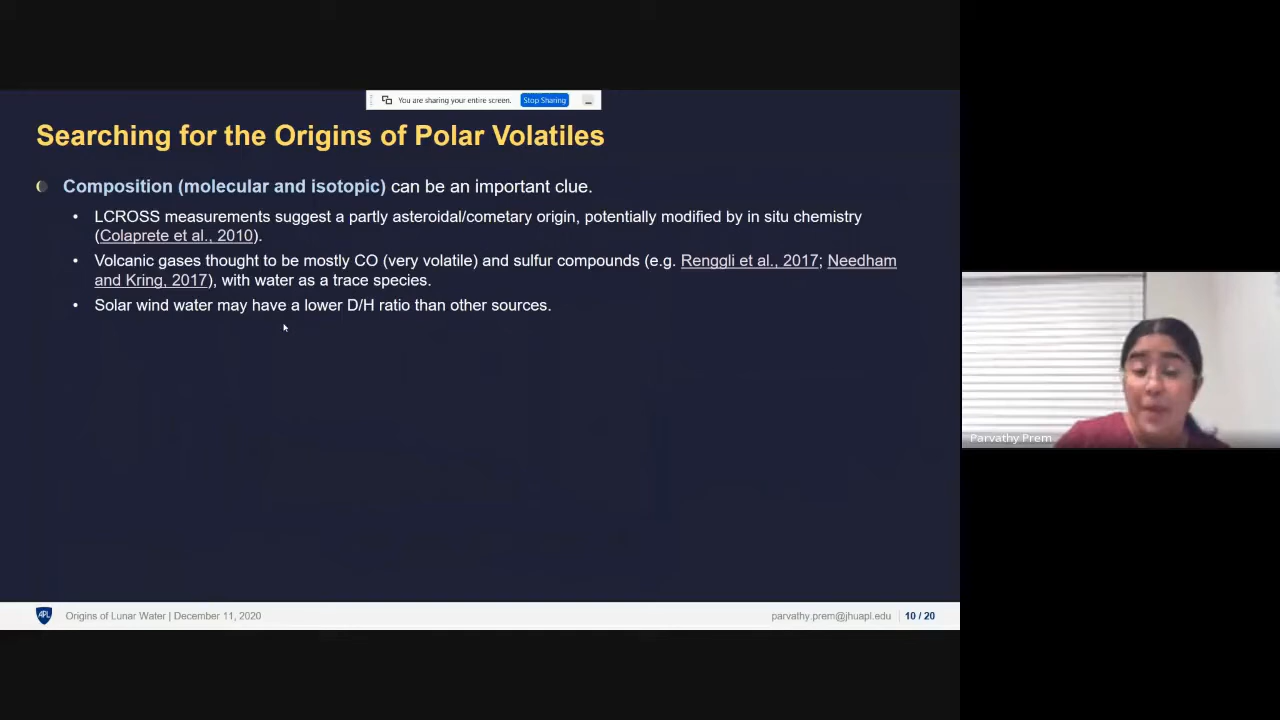 You are sharing your entire screen. Stop Sharing
Searching for the Origins of Polar Volatiles
Composition (molecular and isotopic) can be an important clue.
• LCROSS measurements suggest a partly asteroidal/cometary origin, potentially modified by in situ chemistry
(Colaprete et al., 2010).
• Volcanic gases thought to be mostly CO (very volatile) and sulfur compounds (e.g. Renggli et al., 2017; Needham
and Kring, 2017), with water as a trace species.
• Solar wind water may have a lower D/H ratio than other sources.
Parvathy Prem
APL Origins of Lunar Water | December 11, 2020 parvathy.prem@jhuapl.edu 10 / 20